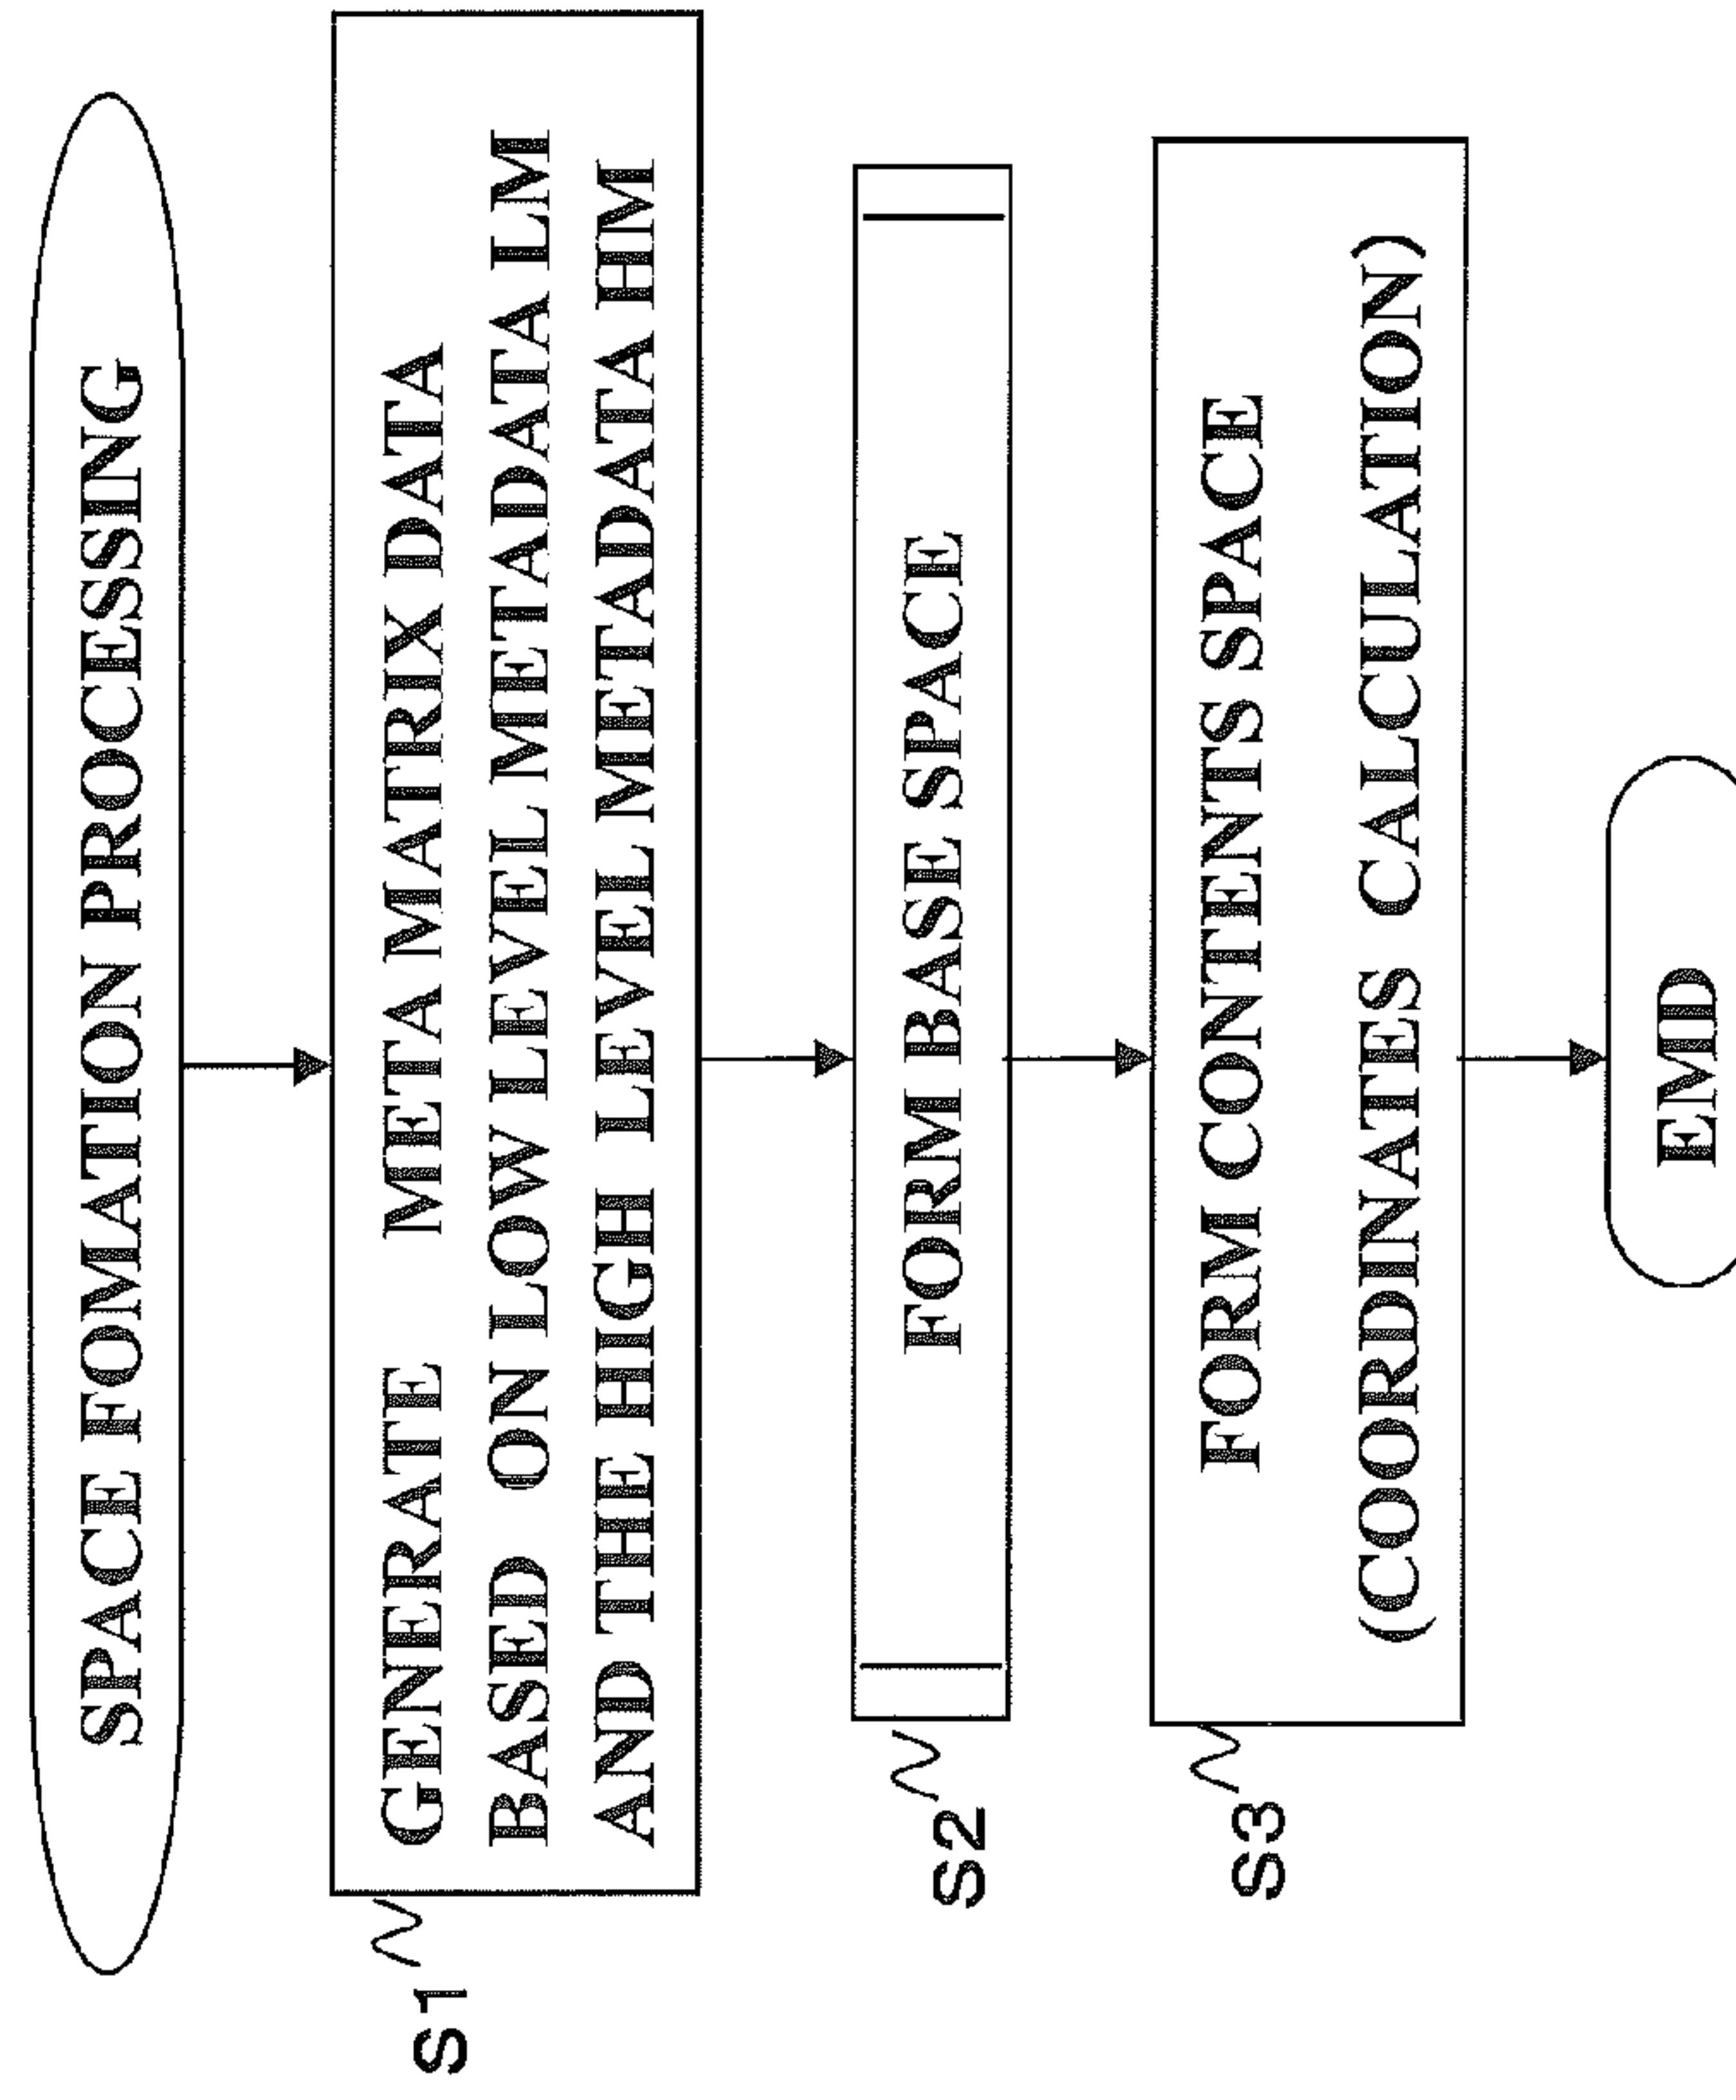 SPACE FOMATION PROCESSING
S1
GENERATE META MATRIX DATA
BASED ON LOW LEVEL METADATA LM
AND THE HIGH LEVEL METADATA HM
S2
FORM BASE SPACE
S3
FORM CONTENTS SPACE
(COORDINATES CALCULATION)
EMD